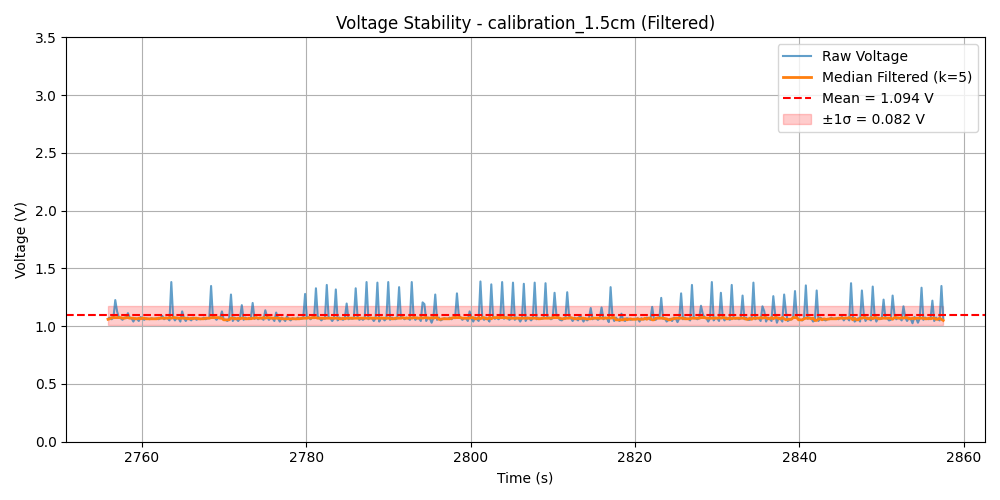 Voltage Stability - calibration_1.5cm (Filtered)
Raw Voltage
Median Filtered (k=5)
Mean = 1.094 V
±1σ = 0.082 V
Voltage (V)
3.5
3.0
2.5
2.0
1.5
1.0
0.5
0.0
2760 2780 2800 2820 2840 2860
Time (s)